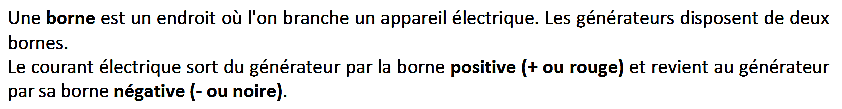 Une borne est un endroit où l'on branche un appareil électrique. Les générateurs disposent de deux
bornes.
Le courant électrique sort du générateur par la borne positive (+ ou rouge) et revient au générateur
par sa borne négative (- ou noire).